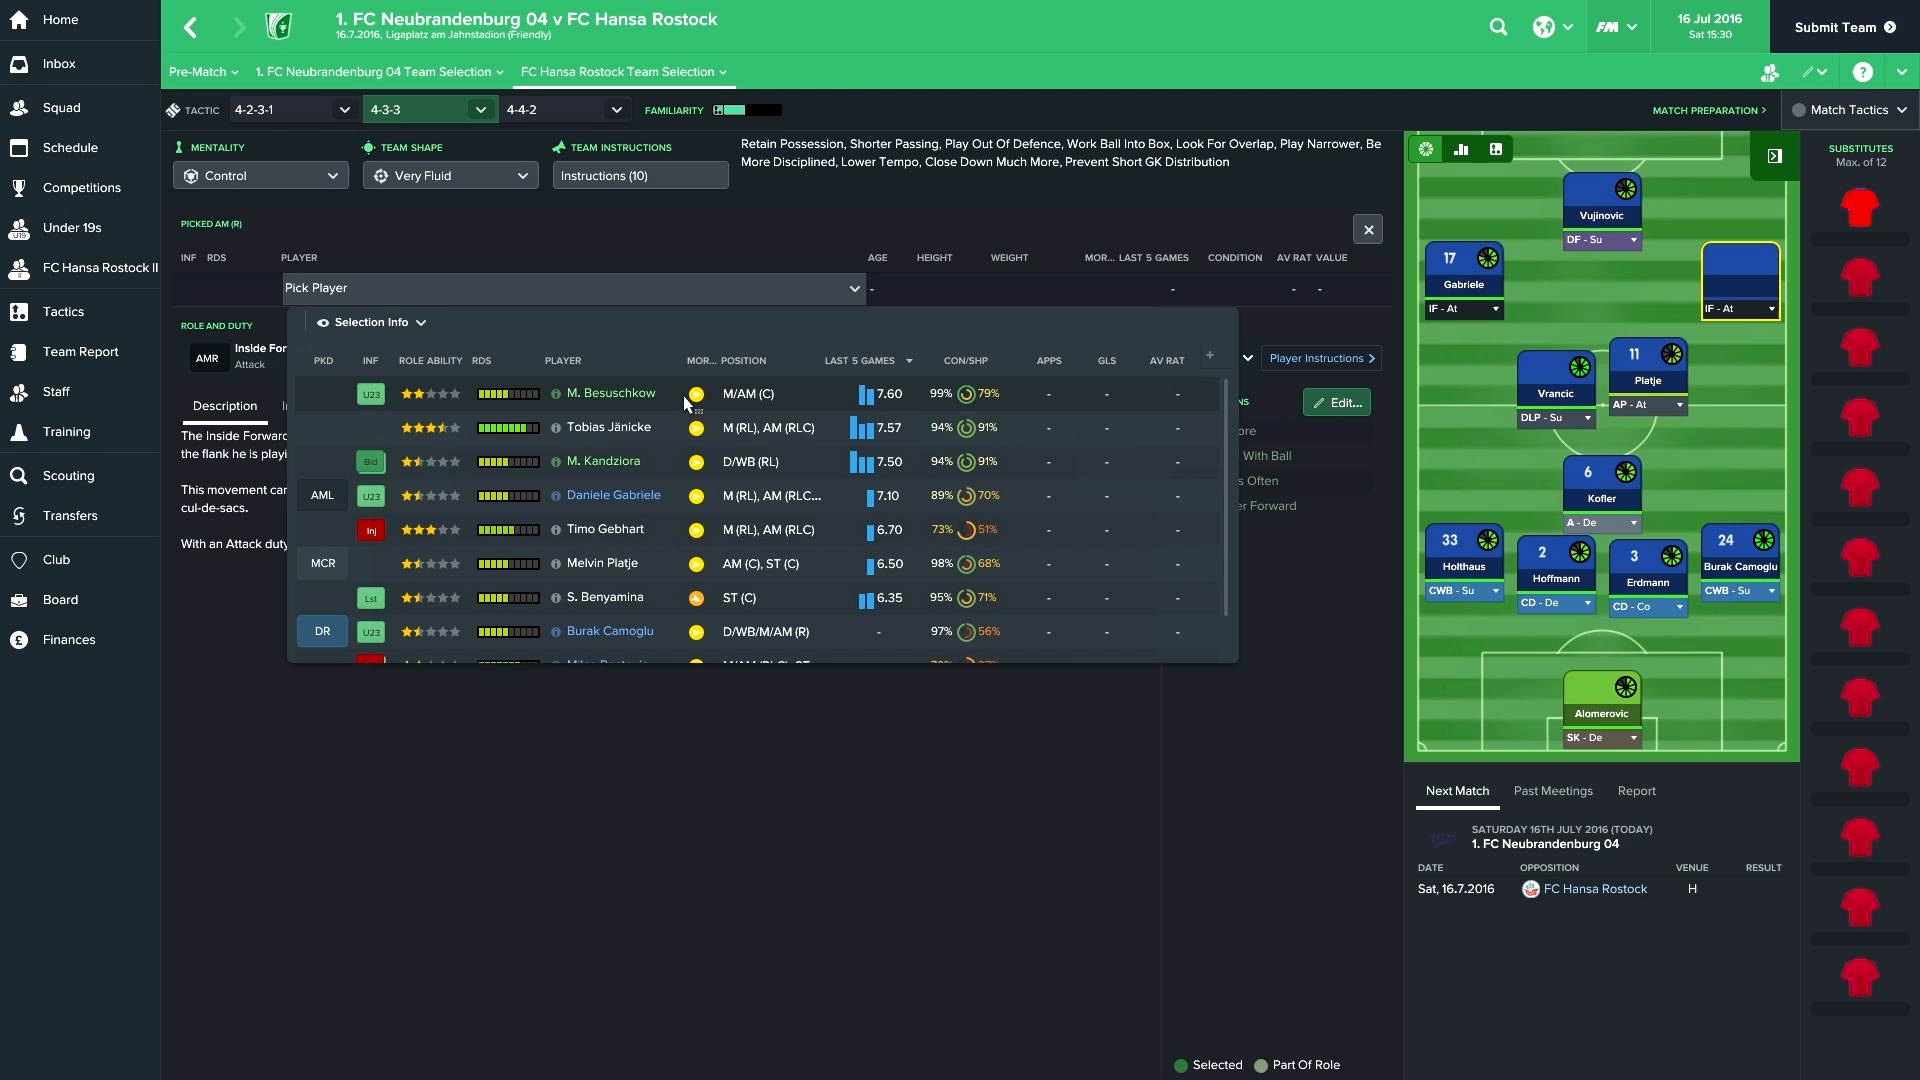 Home
Inbox
Squad
Schedule
Competitions
Under 19s
FC Hansa Rostock II
Tactics
Team Report
Staff
Training
Scouting
Transfers
Club
Board
Finances
1. FC Neubrandenburg 04 v FC Hansa Rostock
16.7.2016, Ligaplatz am Jahnstadion (Friendly)
FM
16 Jul 2016
Sat 15:30
Submit Team
Pre-Match
1. FC Neubrandenburg 04 Team Selection
FC Hansa Rostock Team Selection
TACTIC
4-2-3-1
4-3-3
4-4-2
FAMILIARITY
MATCH PREPARATION >
Match Tactics
MENTALITY
Control
TEAM SHAPE
Very Fluid
TEAM INSTRUCTIONS
Instructions (10)
Retain Possession, Shorter Passing, Play Out Of Defence, Work Ball Into Box, Look For Overlap, Play Narrower, Be
More Disciplined, Lower Tempo, Close Down Much More, Prevent Short GK Distribution
PICKED AM (R)
INF RDS PLAYER AGE HEIGHT WEIGHT MOR... LAST 5 GAMES CONDITION AV RAT VALUE
Pick Player - - - -
ROLE AND DUTY
AMR
Inside For
Attack
Description
The Inside Forward
the flank he is playi
This movement can
cul-de-sacs.
With an Attack duty
Selection Info
PKD INF ROLE ABILITY RDS PLAYER MOR... POSITION LAST 5 GAMES CON/SHP APPS GLS AV RAT +
U23 M. Besuschkow M/AM (C) 7.60 99% 79% - - -
Tobias Jänicke M (RL), AM (RLC) 7.57 94% 91% - - -
Bid M. Kandziora D/WB (RL) 7.50 94% 91% - - -
AML U23 Daniele Gabriele M (RL), AM (RLC... 7.10 89% 70% - - -
Inj Timo Gebhart M (RL), AM (RLC) 6.70 73% 51% - - -
MCR Melvin Platje AM (C), ST (C) 6.50 98% 68% - - -
Lst S. Benyamina ST (C) 6.35 95% 71% - - -
DR U23 Burak Camoglu D/WB/M/AM (R) - 97% 56% - - -
Player Instructions >
NS
Edit...
ore
With Ball
s Often
er Forward
Selected
Part Of Role
Vujinovic
DF - Su
17
Gabriele
IF - At
IF - At
Vrancic
DLP - Su
11
Platje
AP - At
6
Kofler
A - De
33
Holthaus
CWB - Su
2
Hoffmann
CD - De
3
Erdmann
CD - Co
24
Burak Camoglu
CWB - Su
Alomerovic
SK - De
SUBSTITUTES
Max. of 12
Next Match
Past Meetings
Report
SATURDAY 16TH JULY 2016 (TODAY)
1. FC Neubrandenburg 04
DATE OPPOSITION VENUE RESULT
Sat, 16.7.2016 FC Hansa Rostock H